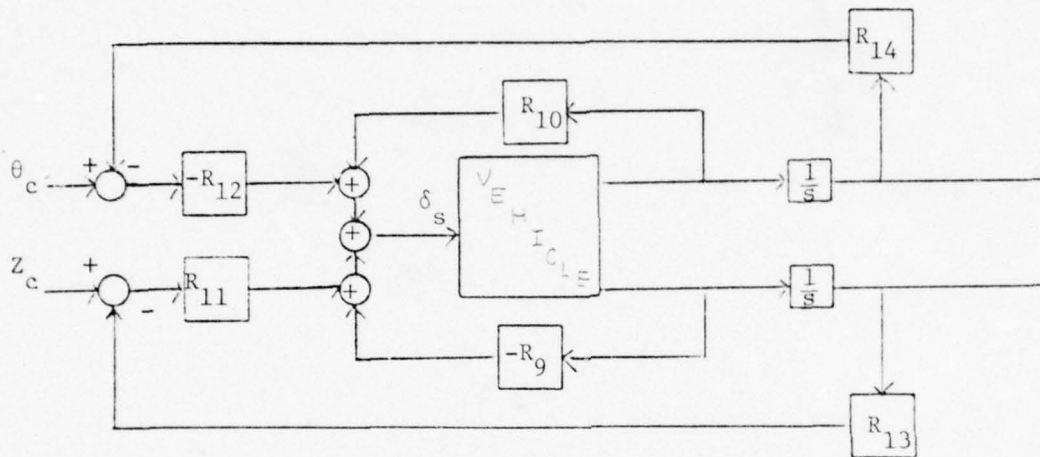 R14
R10
θc
+
-
-R12
+
1
s
δs
+
VEHICLE
Zc
+
-
R11
+
1
s
-R9
R13